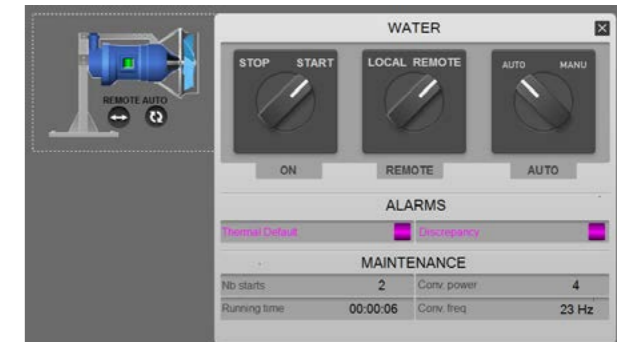 WATER
STOP START
LOCAL REMOTE
AUTO MANU
REMOTE AUTO
ON
REMOTE
AUTO
ALARMS
Thermal Default
Discrepancy
MAINTENANCE
Nb starts 2 Conv. power 4
Running time 00:00:06 Conv. freq 23 Hz